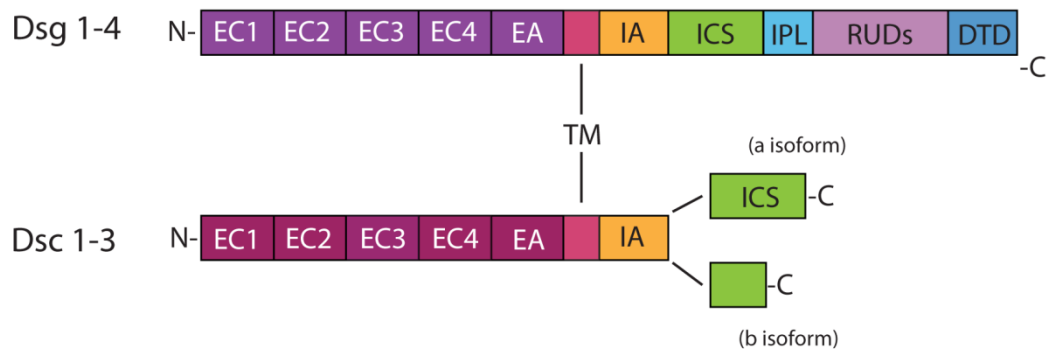 Dsg 1-4 N- EC1 EC2 EC3 EC4 EA IA ICS IPL RUDs DTD
-C
TM
(a isoform)
ICS -C
Dsc 1-3 N- EC1 EC2 EC3 EC4 EA IA
-C
(b isoform)